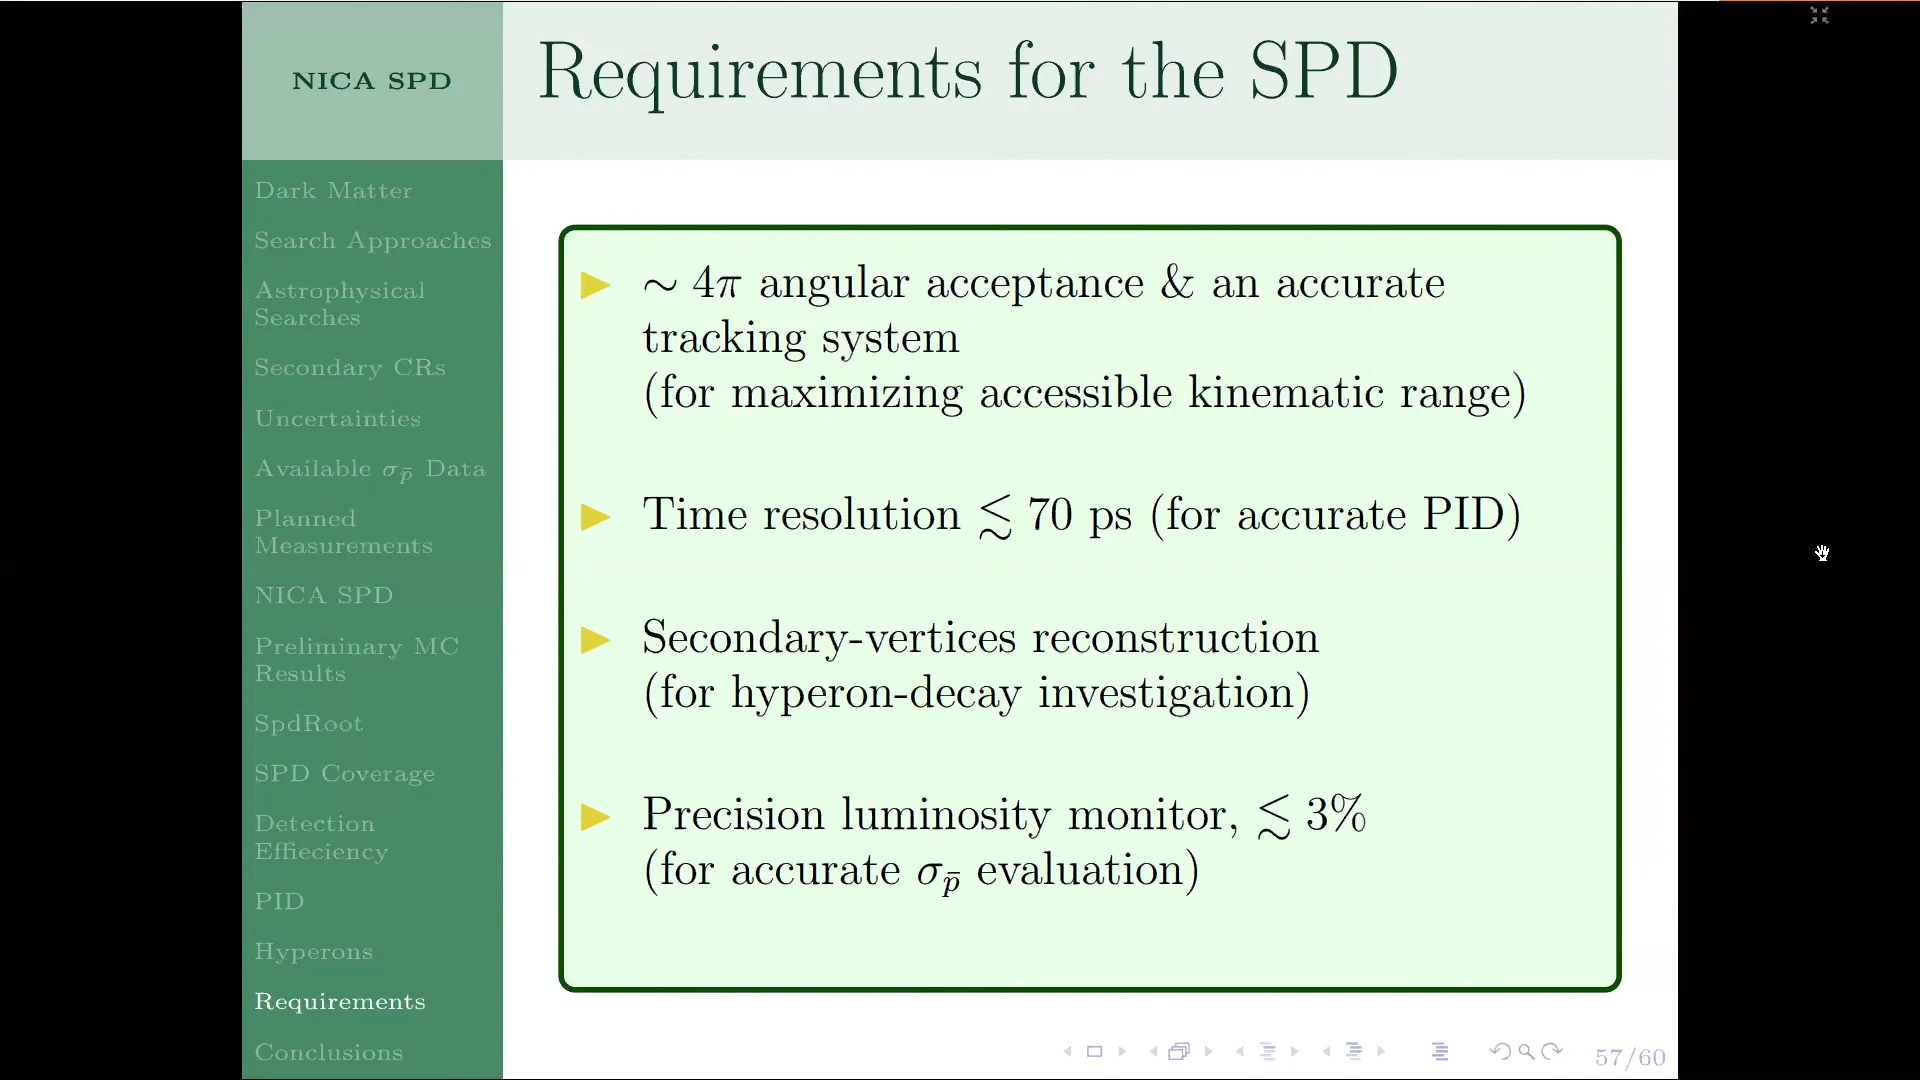 NICA SPD
Requirements for the SPD
Dark Matter
Search Approaches
Astrophysical
Searches
Secondary CRs
Uncertainties
Available σ_p̄ Data
Planned
Measurements
NICA SPD
Preliminary MC
Results
SpdRoot
SPD Coverage
Detection
Effieciency
PID
Hyperons
Requirements
Conclusions
∼ 4π angular acceptance & an accurate
tracking system
(for maximizing accessible kinematic range)
Time resolution ≲ 70 ps (for accurate PID)
Secondary-vertices reconstruction
(for hyperon-decay investigation)
Precision luminosity monitor, ≲ 3%
(for accurate σ_p̄ evaluation)
57/60